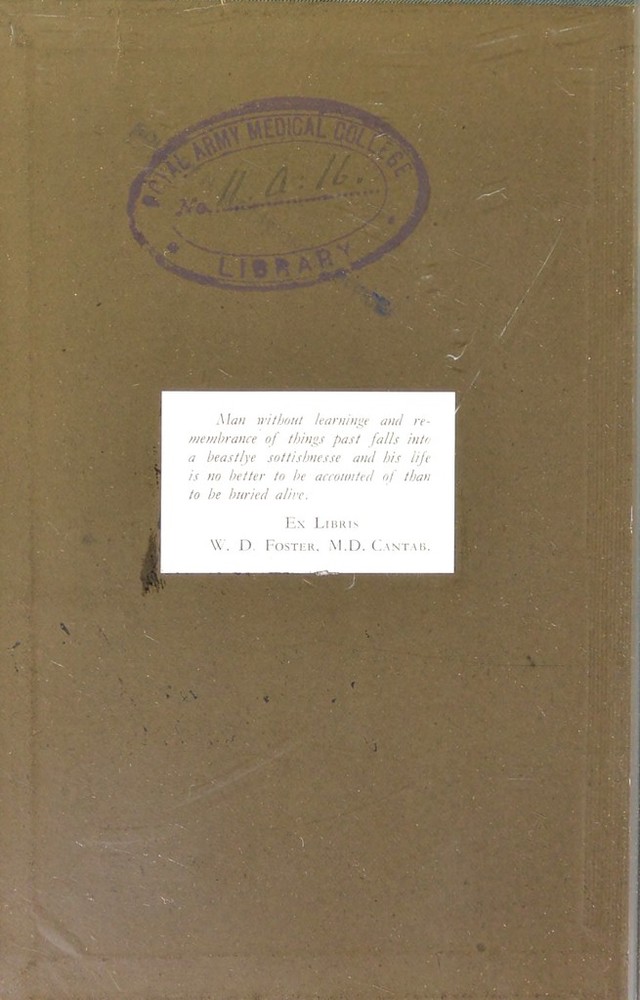 ROYAL ARMY MEDICAL COLLEGE
No. 11. a. 16.
LIBRARY
Man without learninge and re-
membrance of things past falls into
a beastlye sottishnesse and his life
is no better to be accounted of than
to be buried alive.
Ex Libris
W. D. Foster, M.D. Cantab.